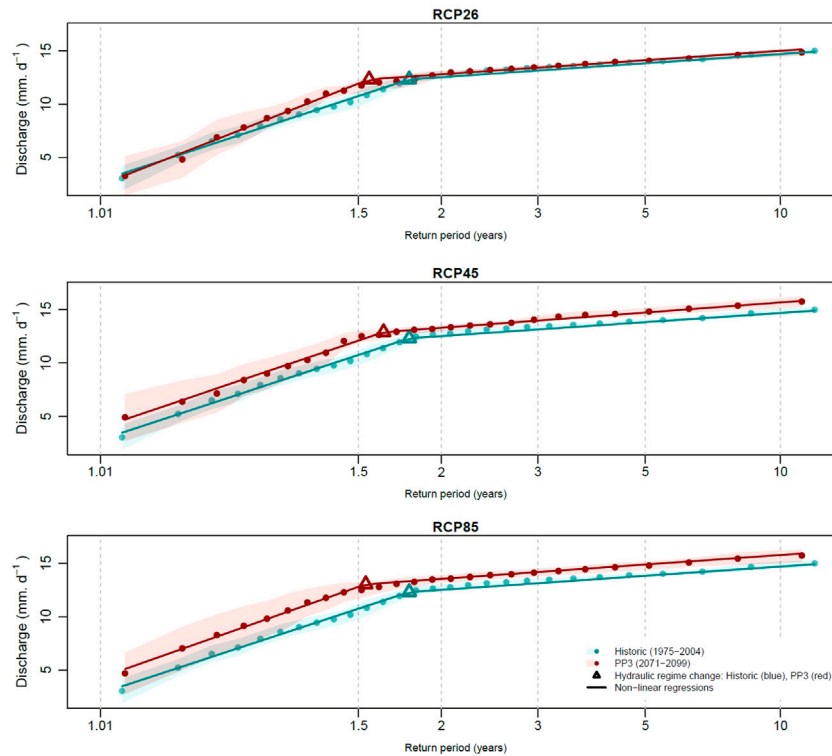 RCP26
Discharge (mm. d⁻¹ )
15
10
5
1.01
1.5
2
3
5
10
Return period (years)
RCP45
Discharge (mm. d⁻¹ )
15
10
5
1.01
1.5
2
3
5
10
Return period (years)
RCP85
Discharge (mm. d⁻¹ )
15
10
5
Historic (1975−2004)
PP3 (2071−2099)
Hydraulic regime change: Historic (blue), PP3 (red)
Non−linear regressions
1.01
1.5
2
3
5
10
Return period (years)